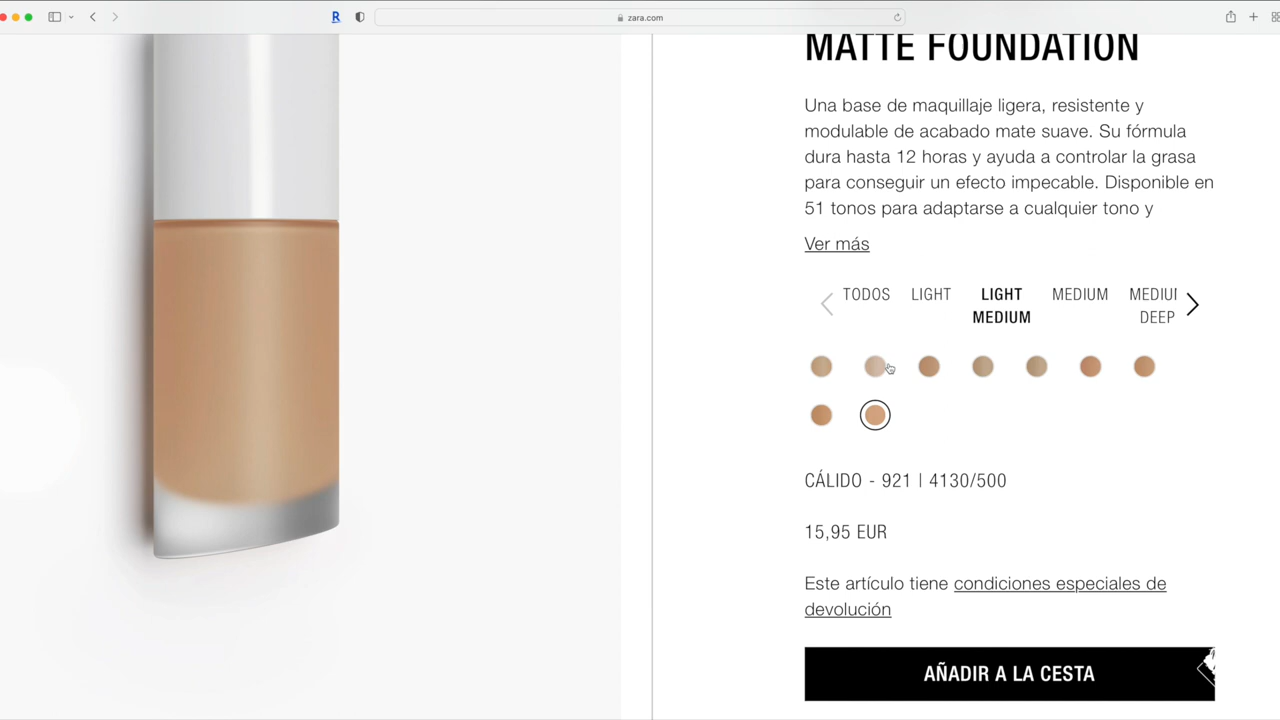 zara.com
MATTE FOUNDATION
Una base de maquillaje ligera, resistente y
modulable de acabado mate suave. Su fórmula
dura hasta 12 horas y ayuda a controlar la grasa
para conseguir un efecto impecable. Disponible en
51 tonos para adaptarse a cualquier tono y
Ver más
TODOS LIGHT LIGHT MEDIUM MEDIUM MEDIU DEEP
CÁLIDO - 921 | 4130/500
15,95 EUR
Este artículo tiene condiciones especiales de
devolución
AÑADIR A LA CESTA